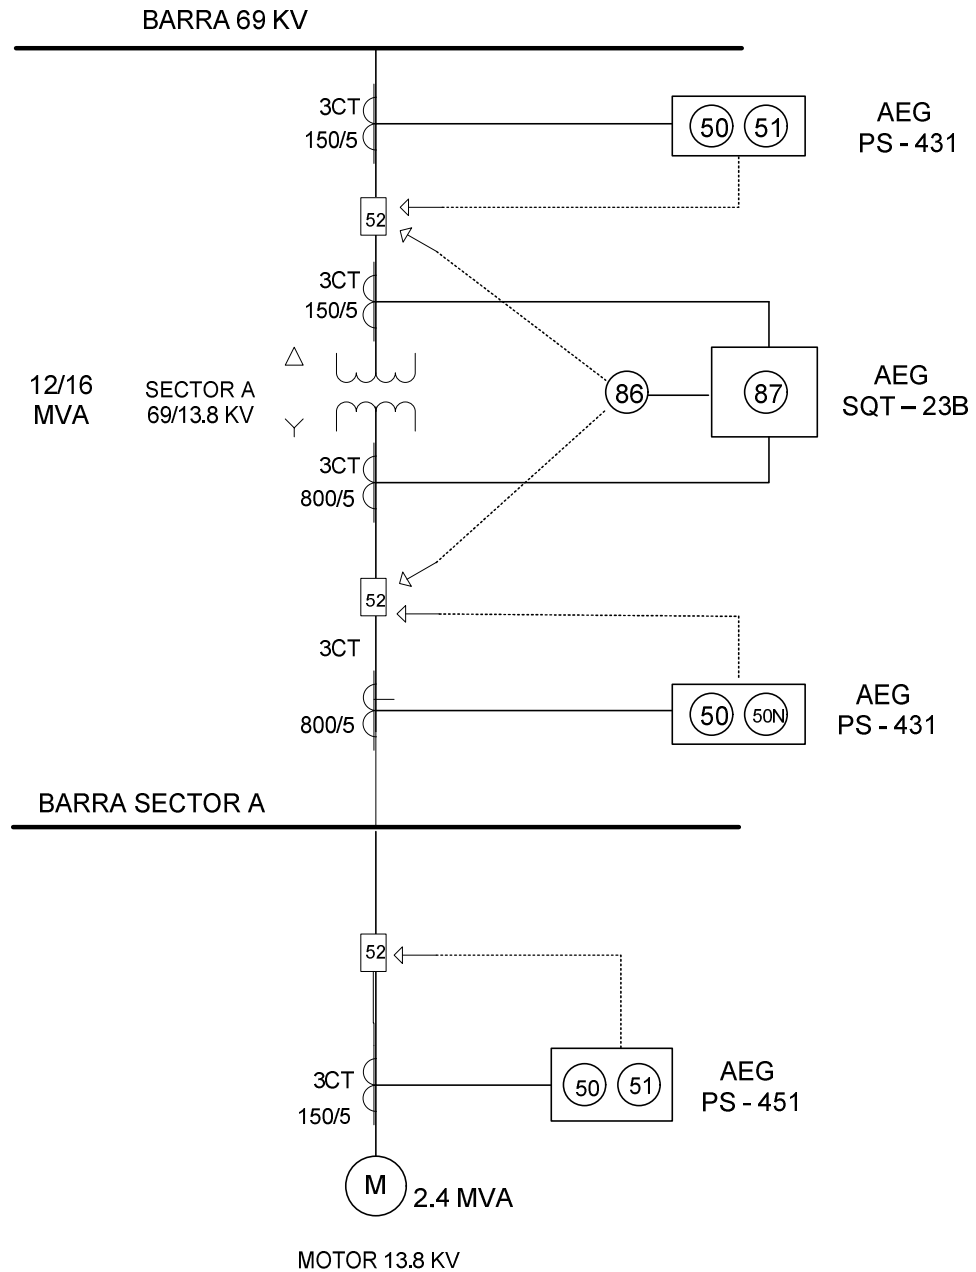 BARRA 69 KV
3CT
150/5
50 51
AEG
PS - 431
52
3CT
150/5
12/16
MVA
SECTOR A
69/13.8 KV
86
87
AEG
SQT - 23B
3CT
800/5
52
3CT
800/5
50 50N
AEG
PS - 431
BARRA SECTOR A
52
3CT
150/5
50 51
AEG
PS - 451
M
2.4 MVA
MOTOR 13.8 KV